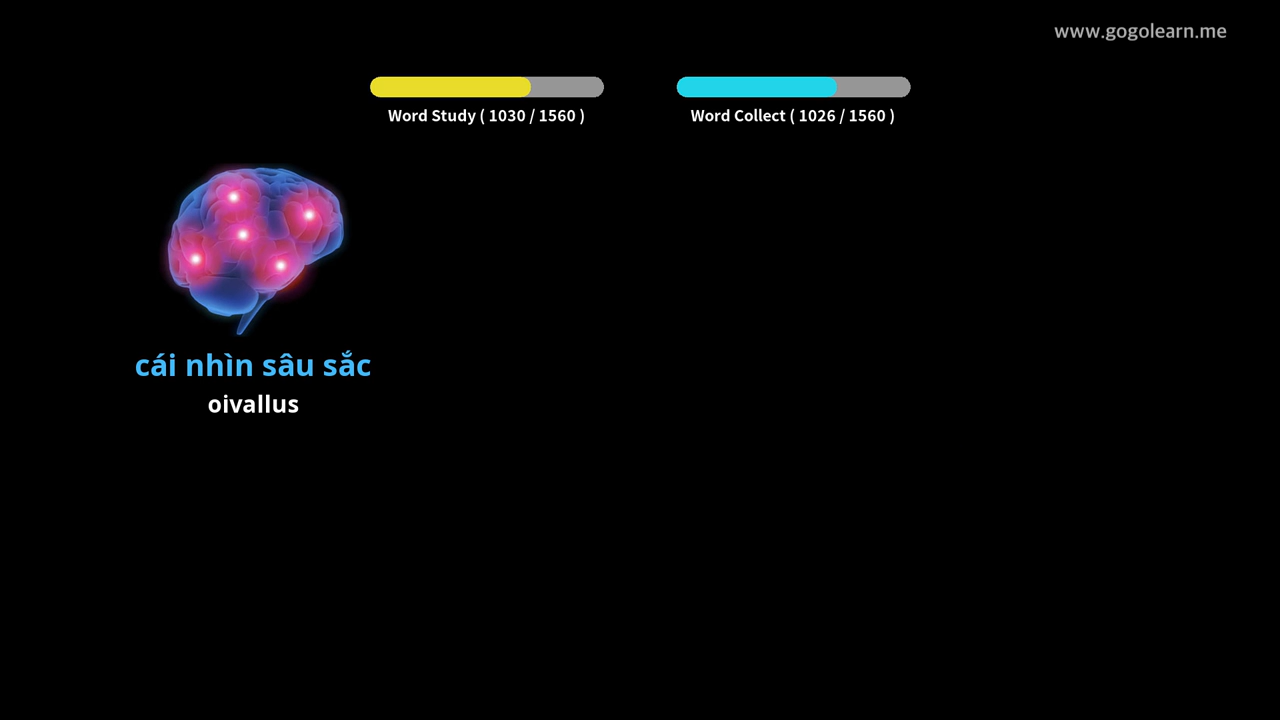 www.gogolearn.me
Word Study ( 1030 / 1560 )
Word Collect ( 1026 / 1560 )
cái nhìn sâu sắc
oivallus